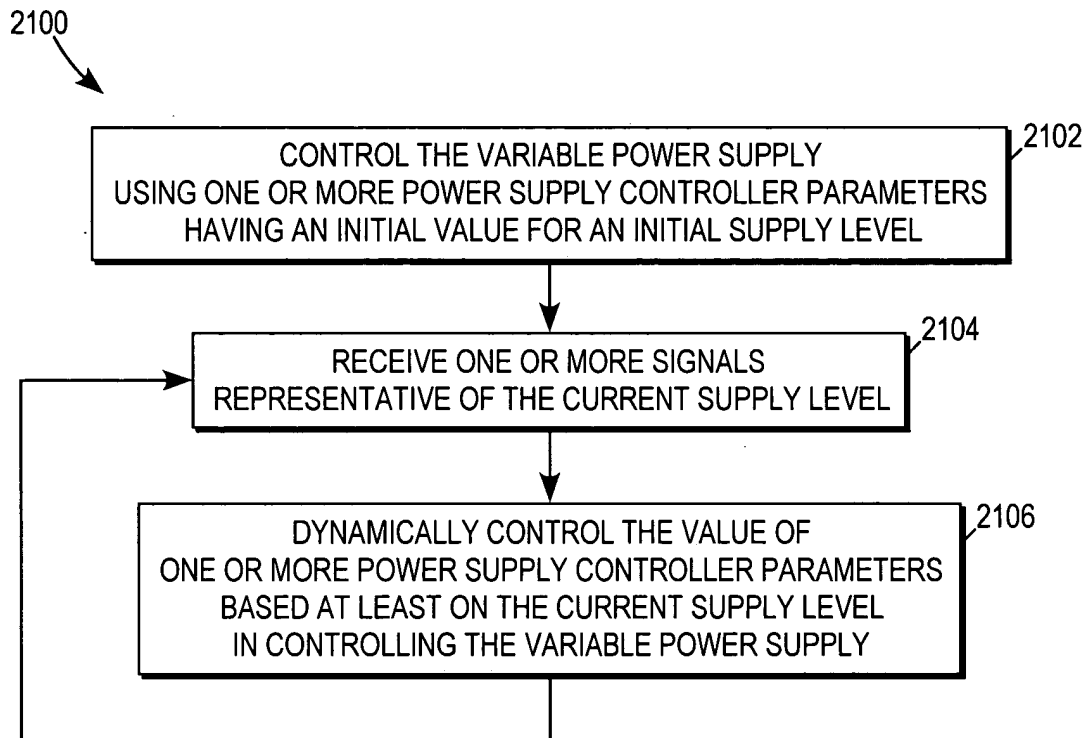 2100
2102
CONTROL THE VARIABLE POWER SUPPLY
USING ONE OR MORE POWER SUPPLY CONTROLLER PARAMETERS
HAVING AN INITIAL VALUE FOR AN INITIAL SUPPLY LEVEL
2104
RECEIVE ONE OR MORE SIGNALS
REPRESENTATIVE OF THE CURRENT SUPPLY LEVEL
2106
DYNAMICALLY CONTROL THE VALUE OF
ONE OR MORE POWER SUPPLY CONTROLLER PARAMETERS
BASED AT LEAST ON THE CURRENT SUPPLY LEVEL
IN CONTROLLING THE VARIABLE POWER SUPPLY